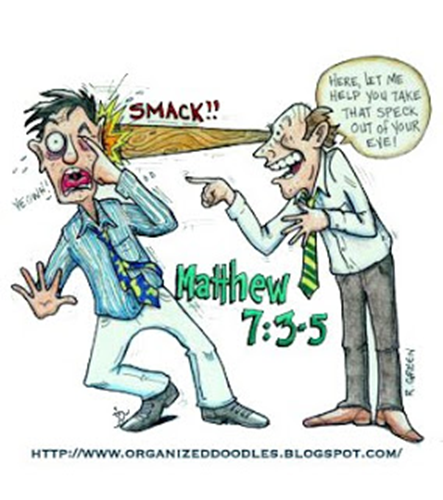 SMACK!!
HERE, LET ME
HELP YOU TAKE
THAT SPECK
OUT OF YOUR
EYE!
YEOWW!!
Matthew
7:3-5
R GREEN
HTTP://WWW.ORGANIZEDDOODLES.BLOGSPOT.COM/